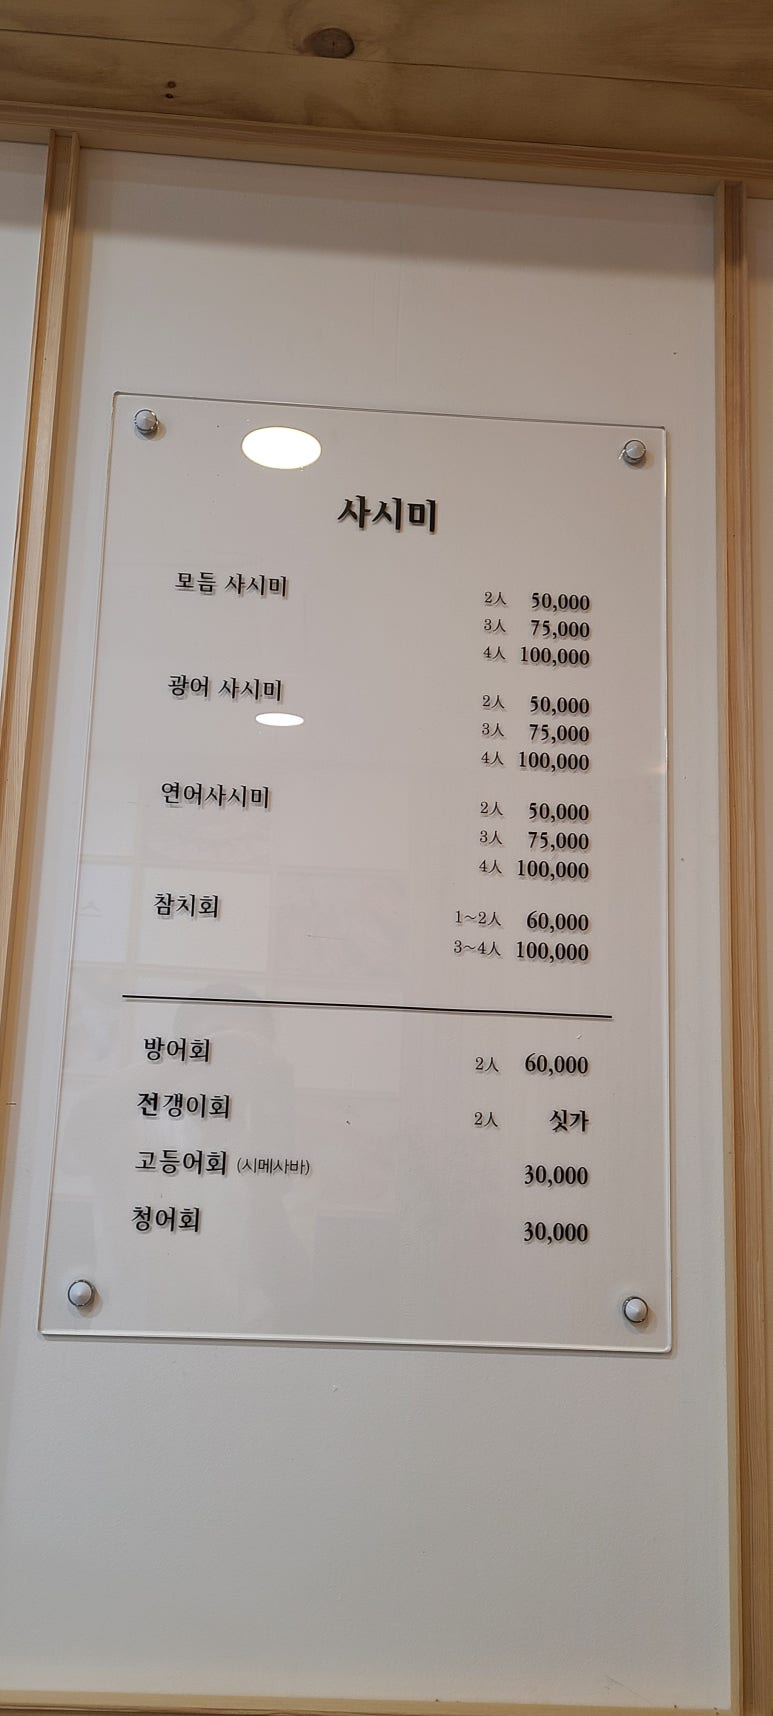 사시미
모듬 사시미 2人 50,000
3人 75,000
4人 100,000
광어 사시미 2人 50,000
3人 75,000
4人 100,000
연어사시미 2人 50,000
3人 75,000
4人 100,000
참치회 1~2人 60,000
3~4人 100,000
방어회 2人 60,000
전갱이회 2人 싯가
고등어회 (시메사바) 30,000
청어회 30,000